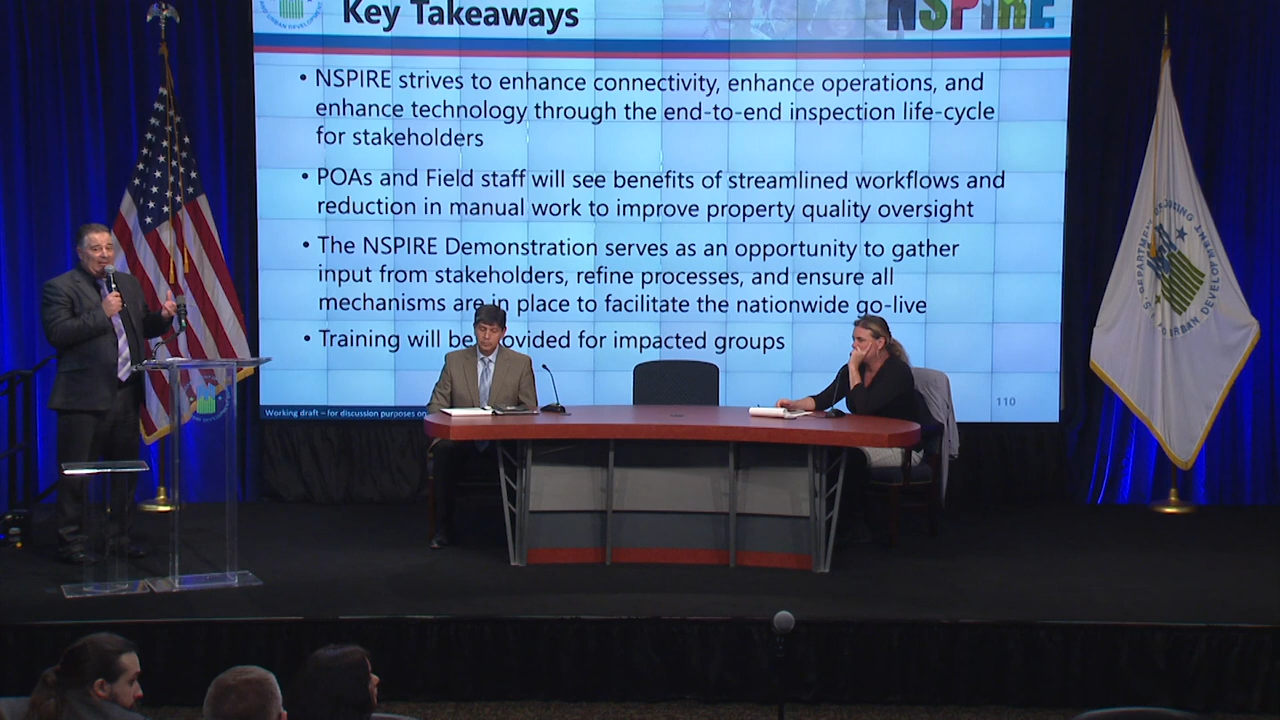 Key Takeaways
NSPIRE
• NSPIRE strives to enhance connectivity, enhance operations, and
enhance technology through the end-to-end inspection life-cycle
for stakeholders
• POAs and Field staff will see benefits of streamlined workflows and
reduction in manual work to improve property quality oversight
• The NSPIRE Demonstration serves as an opportunity to gather
input from stakeholders, refine processes, and ensure all
mechanisms are in place to facilitate the nationwide go-live
• Training will be provided for impacted groups
Working draft – for discussion purposes on
110